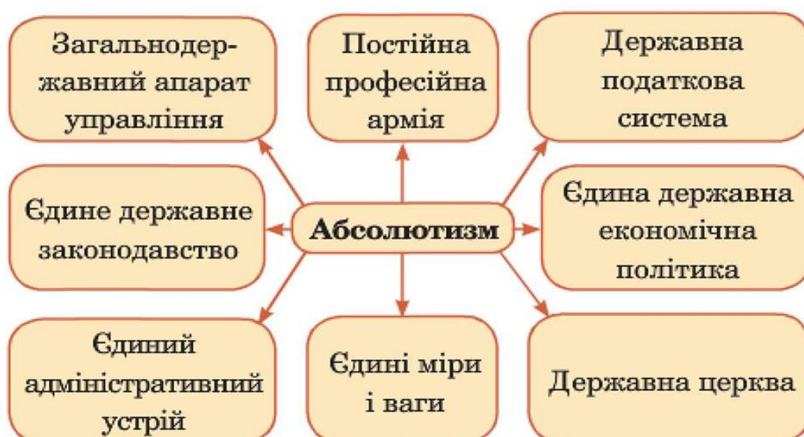 Загальнодер-
жавний апарат
управління
Постійна
професійна
армія
Державна
податкова
система
Єдине державне
законодавство
Абсолютизм
Єдина державна
економічна
політика
Єдиний
адміністративний
устрій
Єдині міри
і ваги
Державна церква